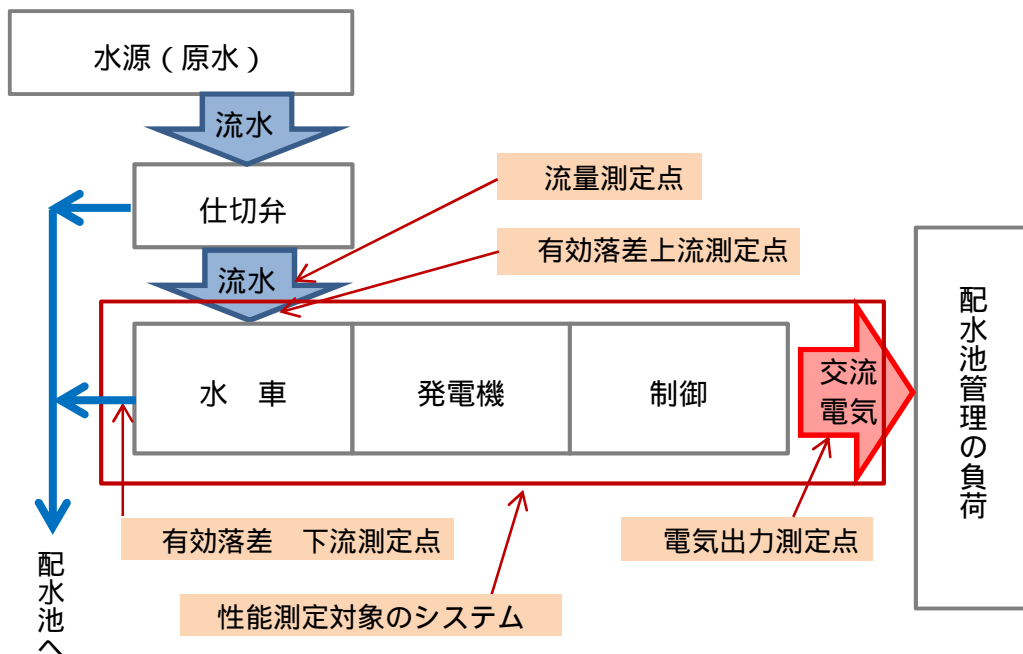 水源（原水）
流水
流量測定点
仕切弁
有効落差上流測定点
流水
水　車
発電機
制御
交流
電気
配水池管理の負荷
有効落差　下流測定点
電気出力測定点
配水池へ
性能測定対象のシステム